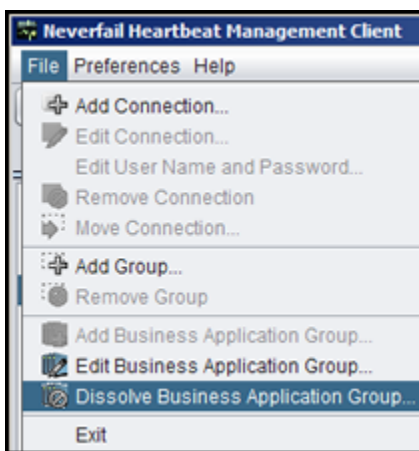 Neverfail Heartbeat Management Client
File Preferences Help
Add Connection...
Edit Connection...
Edit User Name and Password...
Remove Connection
Move Connection...
Add Group...
Remove Group
Add Business Application Group...
Edit Business Application Group...
Dissolve Business Application Group...
Exit